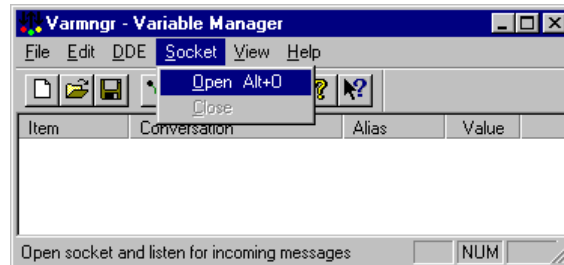 Varmngr - Variable Manager
File Edit DDE Socket View Help
Open Alt+O
Close
Item Conversation Alias Value
Open socket and listen for incoming messages NUM